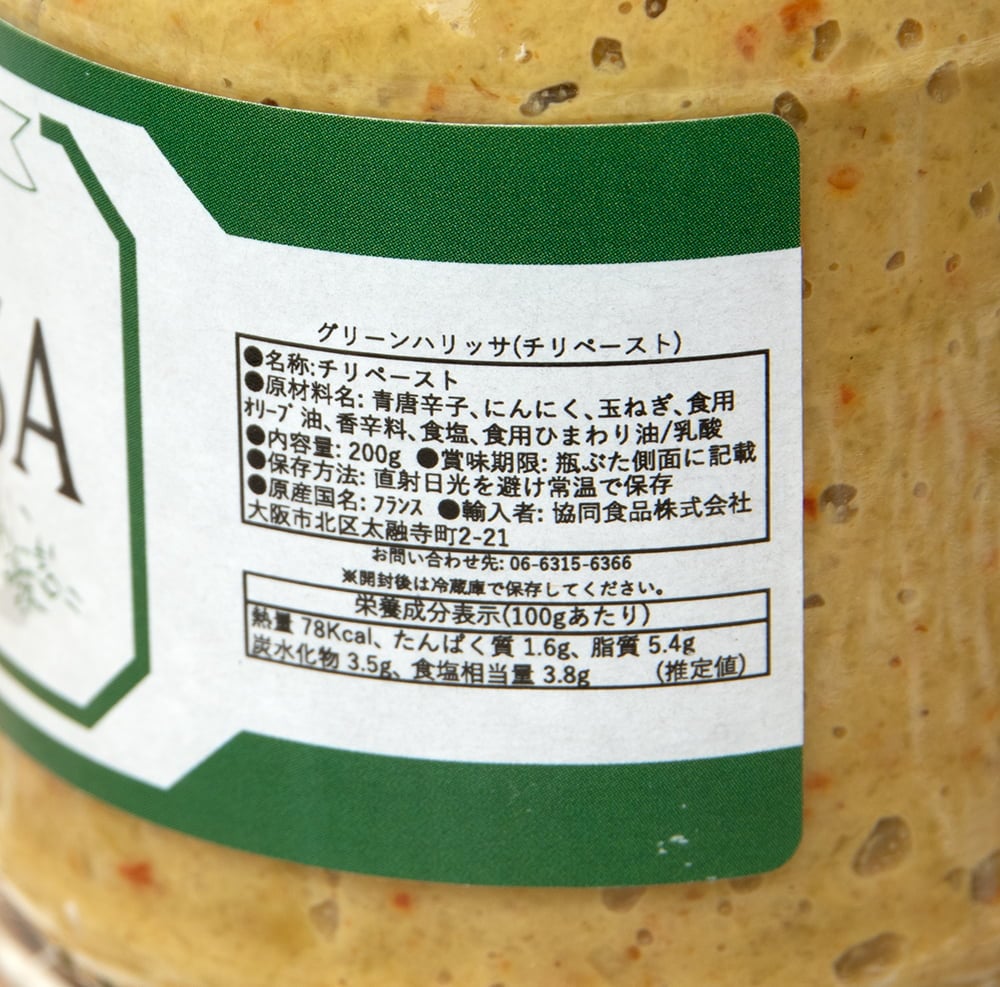 SA
グリーンハリッサ(チリペースト)
●名称:チリペースト
●原材料名: 青唐辛子、にんにく、玉ねぎ、食用
ｵﾘｰﾌﾞ油、香辛料、食塩、食用ひまわり油/乳酸
●内容量: 200g ●賞味期限: 瓶ぶた側面に記載
●保存方法: 直射日光を避け常温で保存
●原産国名: ﾌﾗﾝｽ ●輸入者: 協同食品株式会社
大阪市北区太融寺町2-21
お問い合わせ先: 06-6315-6366
※開封後は冷蔵庫で保存してください。
栄養成分表示(100gあたり)
熱量 78Kcal、たんぱく質 1.6g、脂質 5.4g
炭水化物 3.5g、食塩相当量 3.8g (推定値)